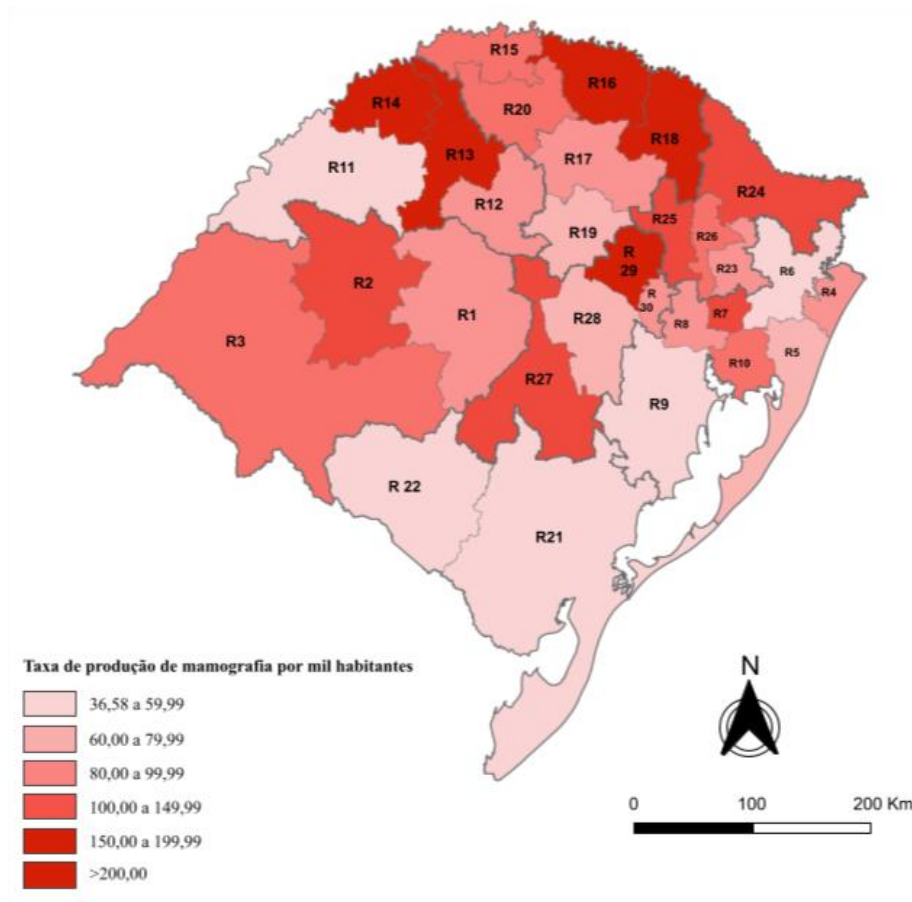 R15
R16
R14
R20
R18
R13
R17
R11
R24
R12
R25
R19
R26
R
29
R6
R23
R2
R
30
R4
R1
R28
R7
R8
R3
R5
R10
R27
R9
R 22
R21
Taxa de produção de mamografia por mil habitantes
36,58 a 59,99
60,00 a 79,99
80,00 a 99,99
100,00 a 149,99
150,00 a 199,99
>200,00
N
0 100 200 Km